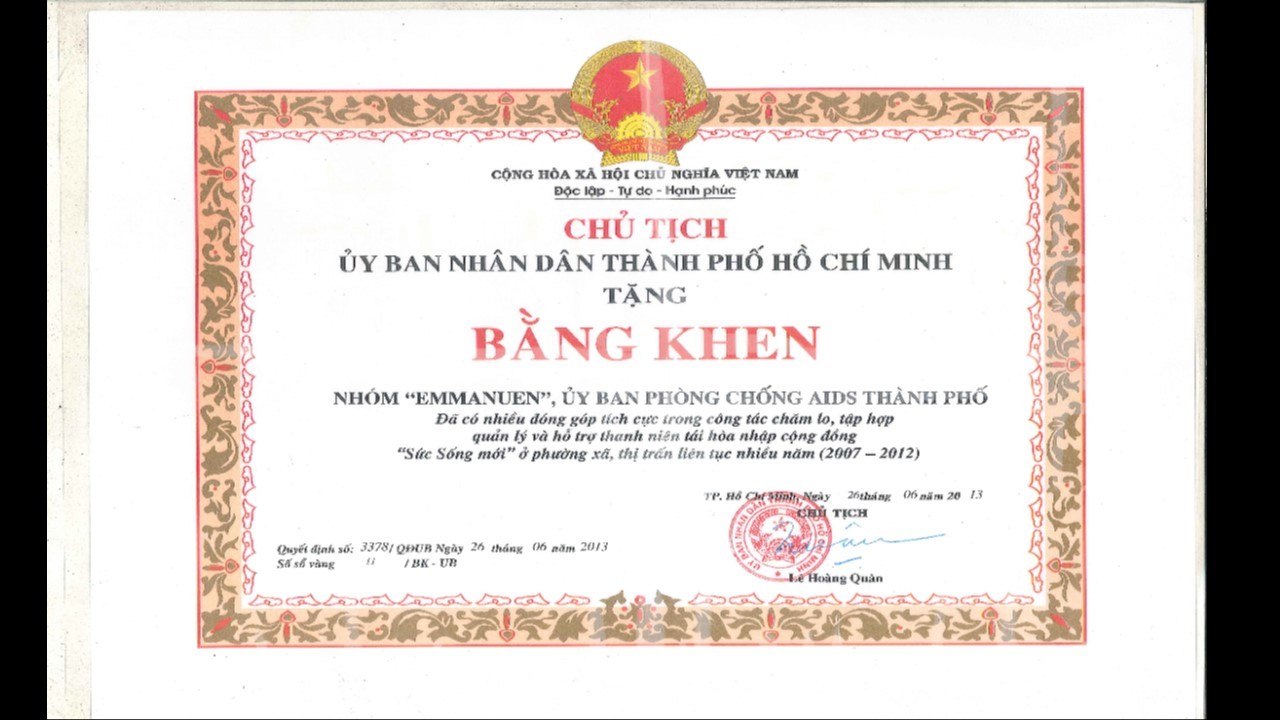 CỘNG HÒA XÃ HỘI CHỦ NGHĨA VIỆT NAM
Độc lập - Tự do - Hạnh phúc
CHỦ TỊCH
ỦY BAN NHÂN DÂN THÀNH PHỐ HỒ CHÍ MINH
TẶNG
BẰNG KHEN
NHÓM “EMMANUEN”, ỦY BAN PHÒNG CHỐNG AIDS THÀNH PHỐ
Đã có nhiều đóng góp tích cực trong công tác chăm lo, tập hợp
quản lý và hỗ trợ thanh niên tái hòa nhập cộng đồng
“Sức Sống mới” ở phường xã, thị trấn liên tục nhiều năm (2007 – 2012)
TP. Hồ Chí Minh, Ngày 26 tháng 06 năm 20 13
CHỦ TỊCH
Lê Hoàng Quân
Quyết định số: 3378/ QĐUB Ngày 26 tháng 06 năm 2013
Số sổ vàng / BK - UB